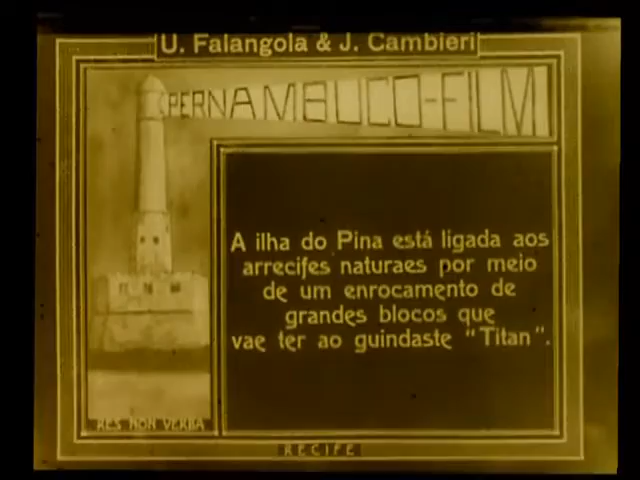 U. Falangola & J. Cambieri
PERNAMBUCO-FILM
A ilha do Pina está ligada aos
arrecifes naturaes por meio
de um enrocamento de
grandes blocos que
vae ter ao guindaste "Titan".
RES NON VERBA
RECIFE